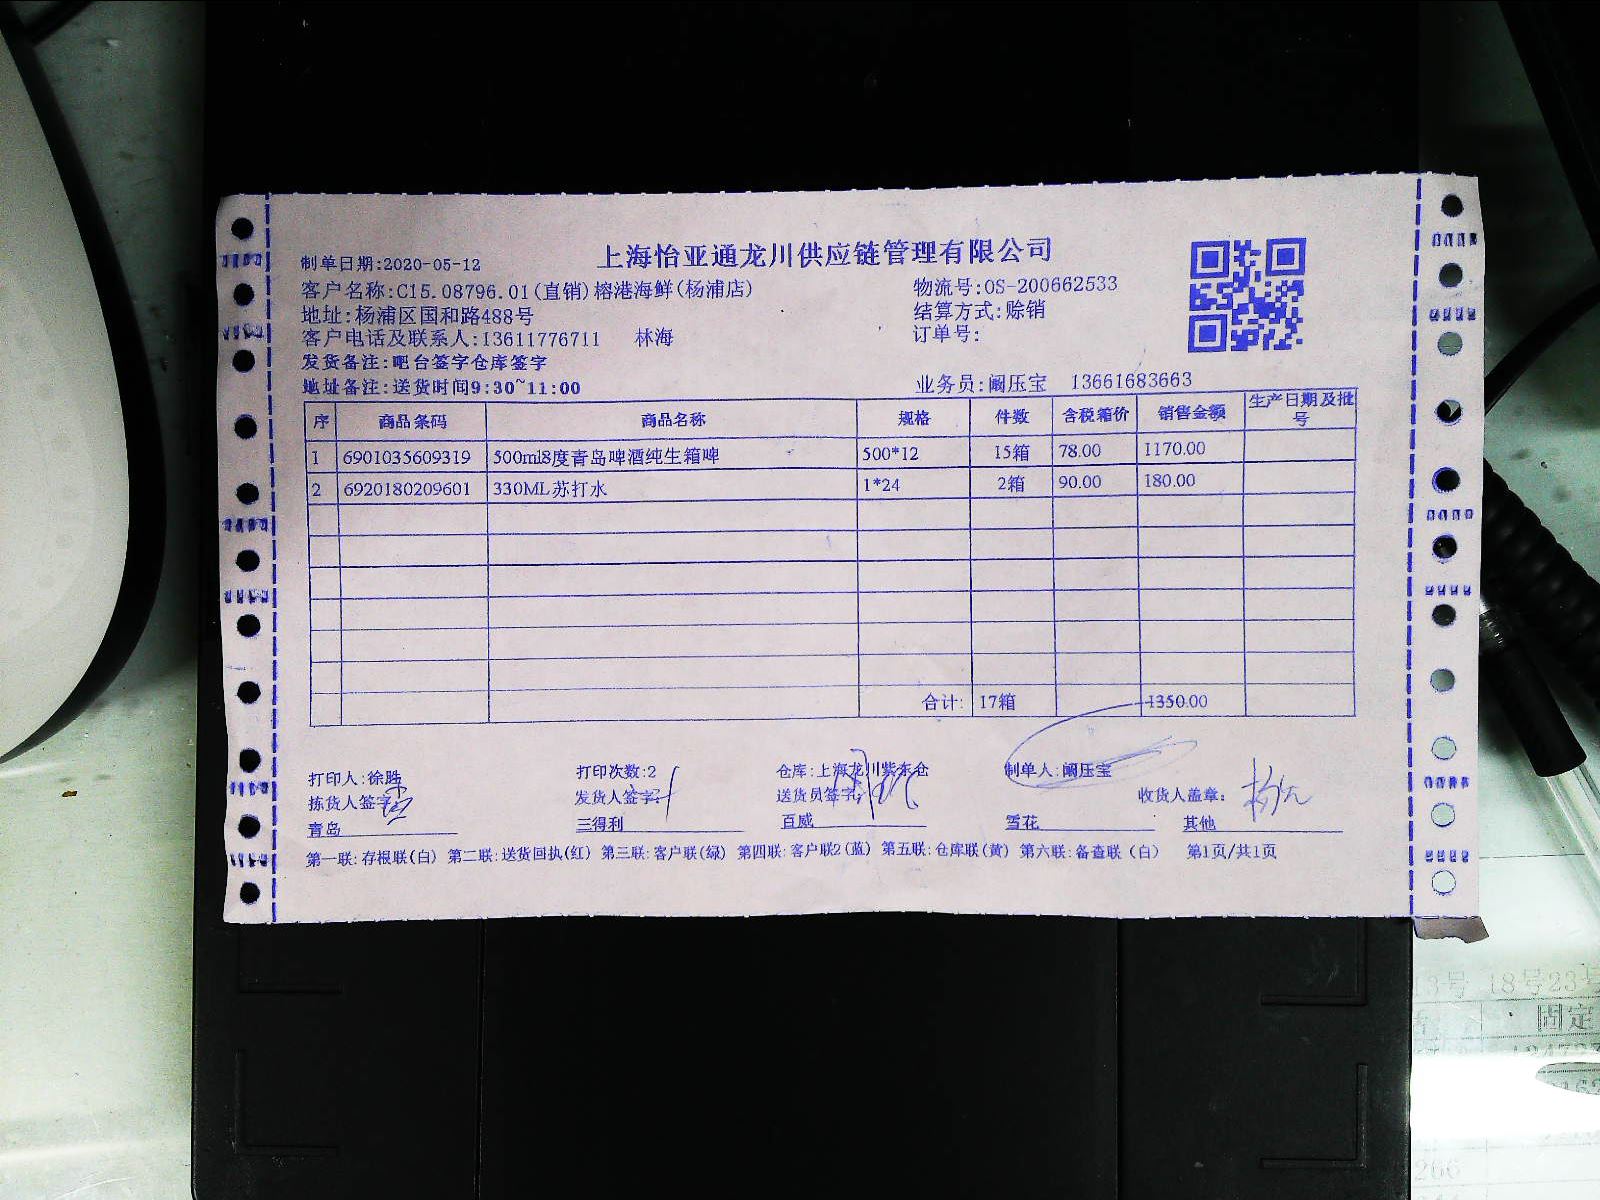 上海怡亚通龙川供应链管理有限公司
制单日期:2020-05-12
客户名称:C15.08796.01(直销)榕港海鲜(杨浦店) 物流号:OS-200662533
地址:杨浦区国和路488号 结算方式:赊销
客户电话及联系人:13611776711 林海 订单号:
发货备注:吧台签字仓库签字
地址备注:送货时间9:30~11:00 业务员:阚压宝 13661683663
序 商品条码 商品名称 规格 件数 含税箱价 销售金额 生产日期及批号
1 6901035609319 500ml8度青岛啤酒纯生箱啤 500*12 15箱 78.00 1170.00
2 6920180209601 330ML苏打水 1*24 2箱 90.00 180.00
合计: 17箱 1350.00
打印人:徐胜 打印次数:2 仓库:上海龙川紫东仓 制单人:阚压宝
拣货人签字: 发货人签字: 送货员签字: 收货人盖章:
青岛 三得利 百威 雪花 其他
第一联:存根联(白) 第二联:送货回执(红) 第三联:客户联(绿) 第四联:客户联2(蓝) 第五联:仓库联(黄) 第六联:备查联(白) 第1页/共1页
13号 18号23号
固定
266